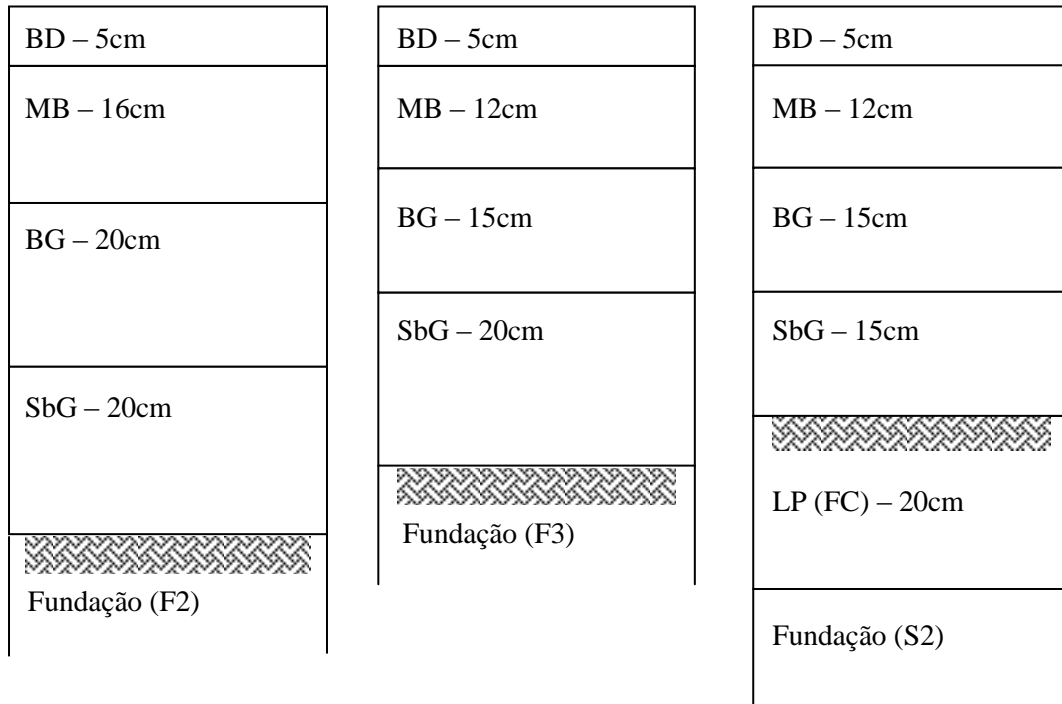 BD – 5cm
MB – 16cm
BG – 20cm
SbG – 20cm
Fundação (F2)
BD – 5cm
MB – 12cm
BG – 15cm
SbG – 20cm
Fundação (F3)
BD – 5cm
MB – 12cm
BG – 15cm
SbG – 15cm
LP (FC) – 20cm
Fundação (S2)